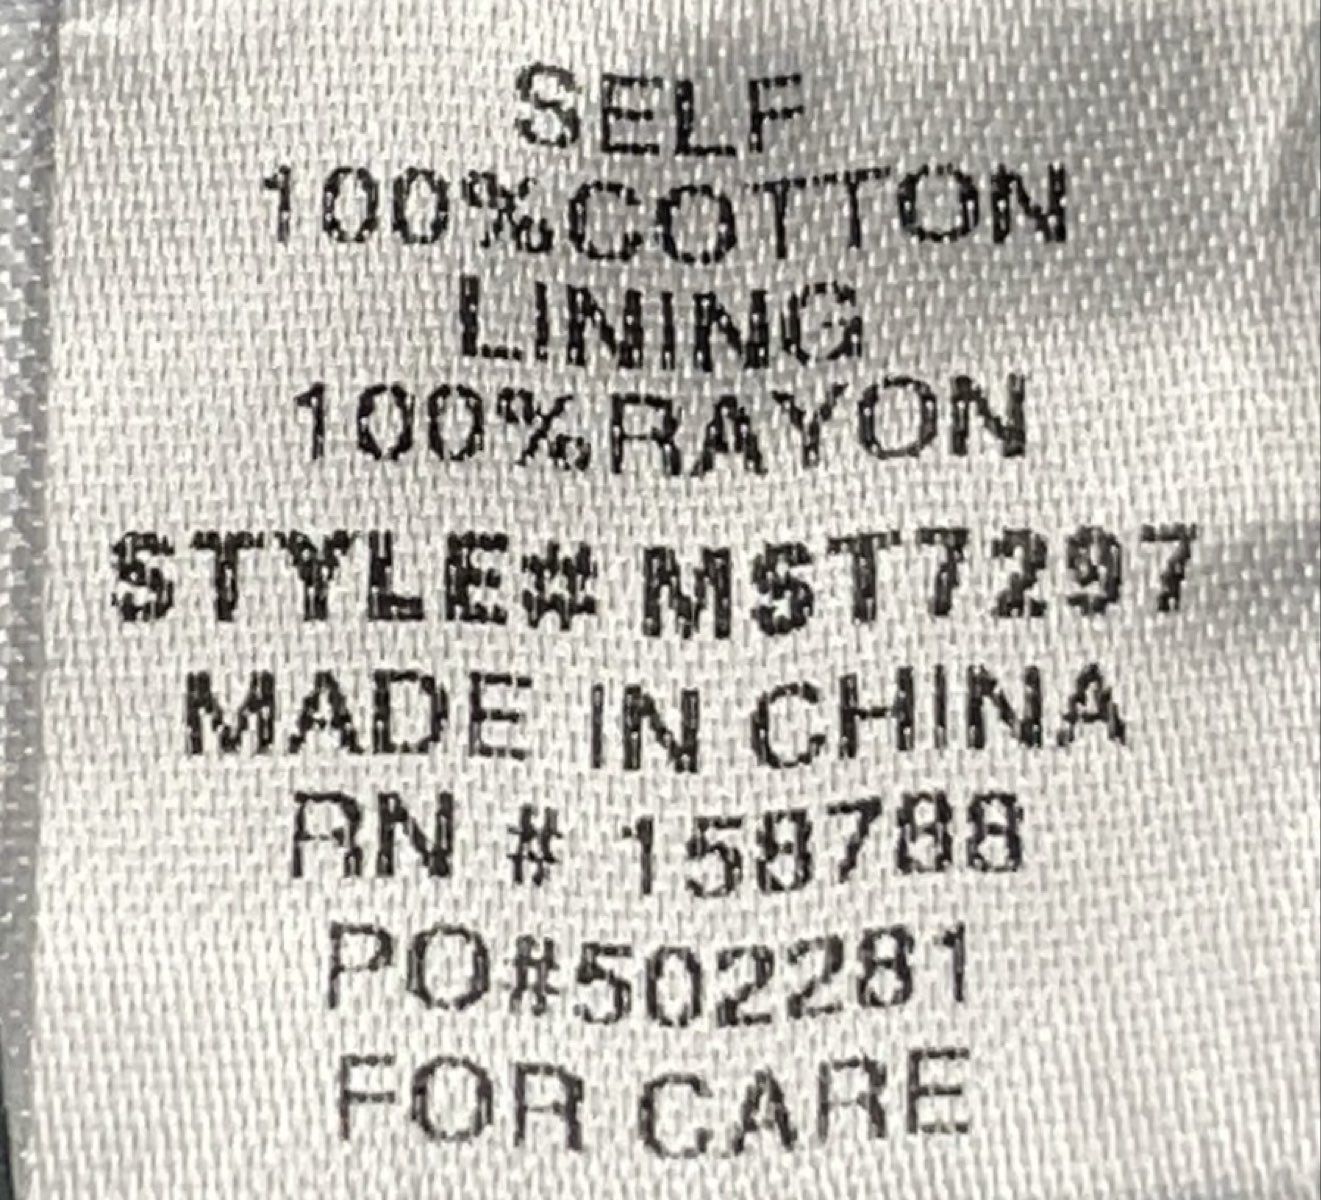 SELF
100%COTTON
LINING
100%RAYON
STYLE# MST7297
MADE IN CHINA
RN # 158788
PO#502281
FOR CARE